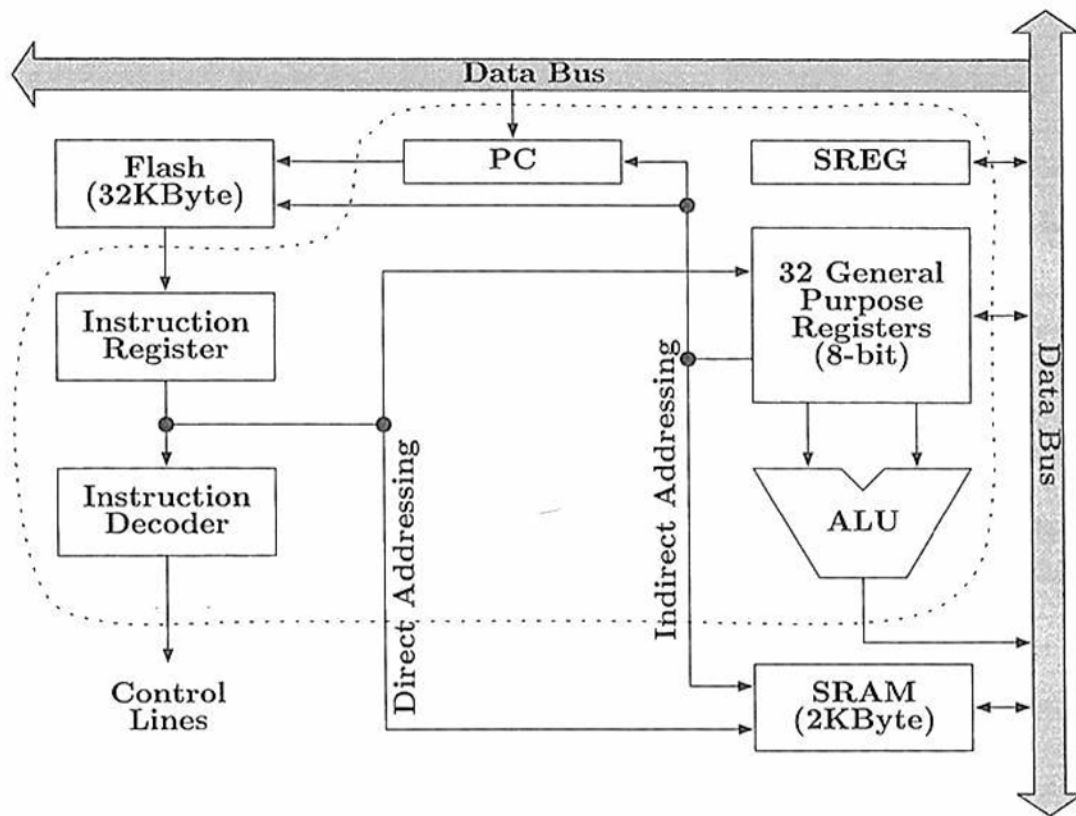 Data Bus
Flash
(32KByte)
PC
SREG
Instruction
Register
32 General
Purpose
Registers
(8-bit)
Data Bus
Instruction
Decoder
Direct Addressing
Indirect Addressing
ALU
Control
Lines
SRAM
(2KByte)